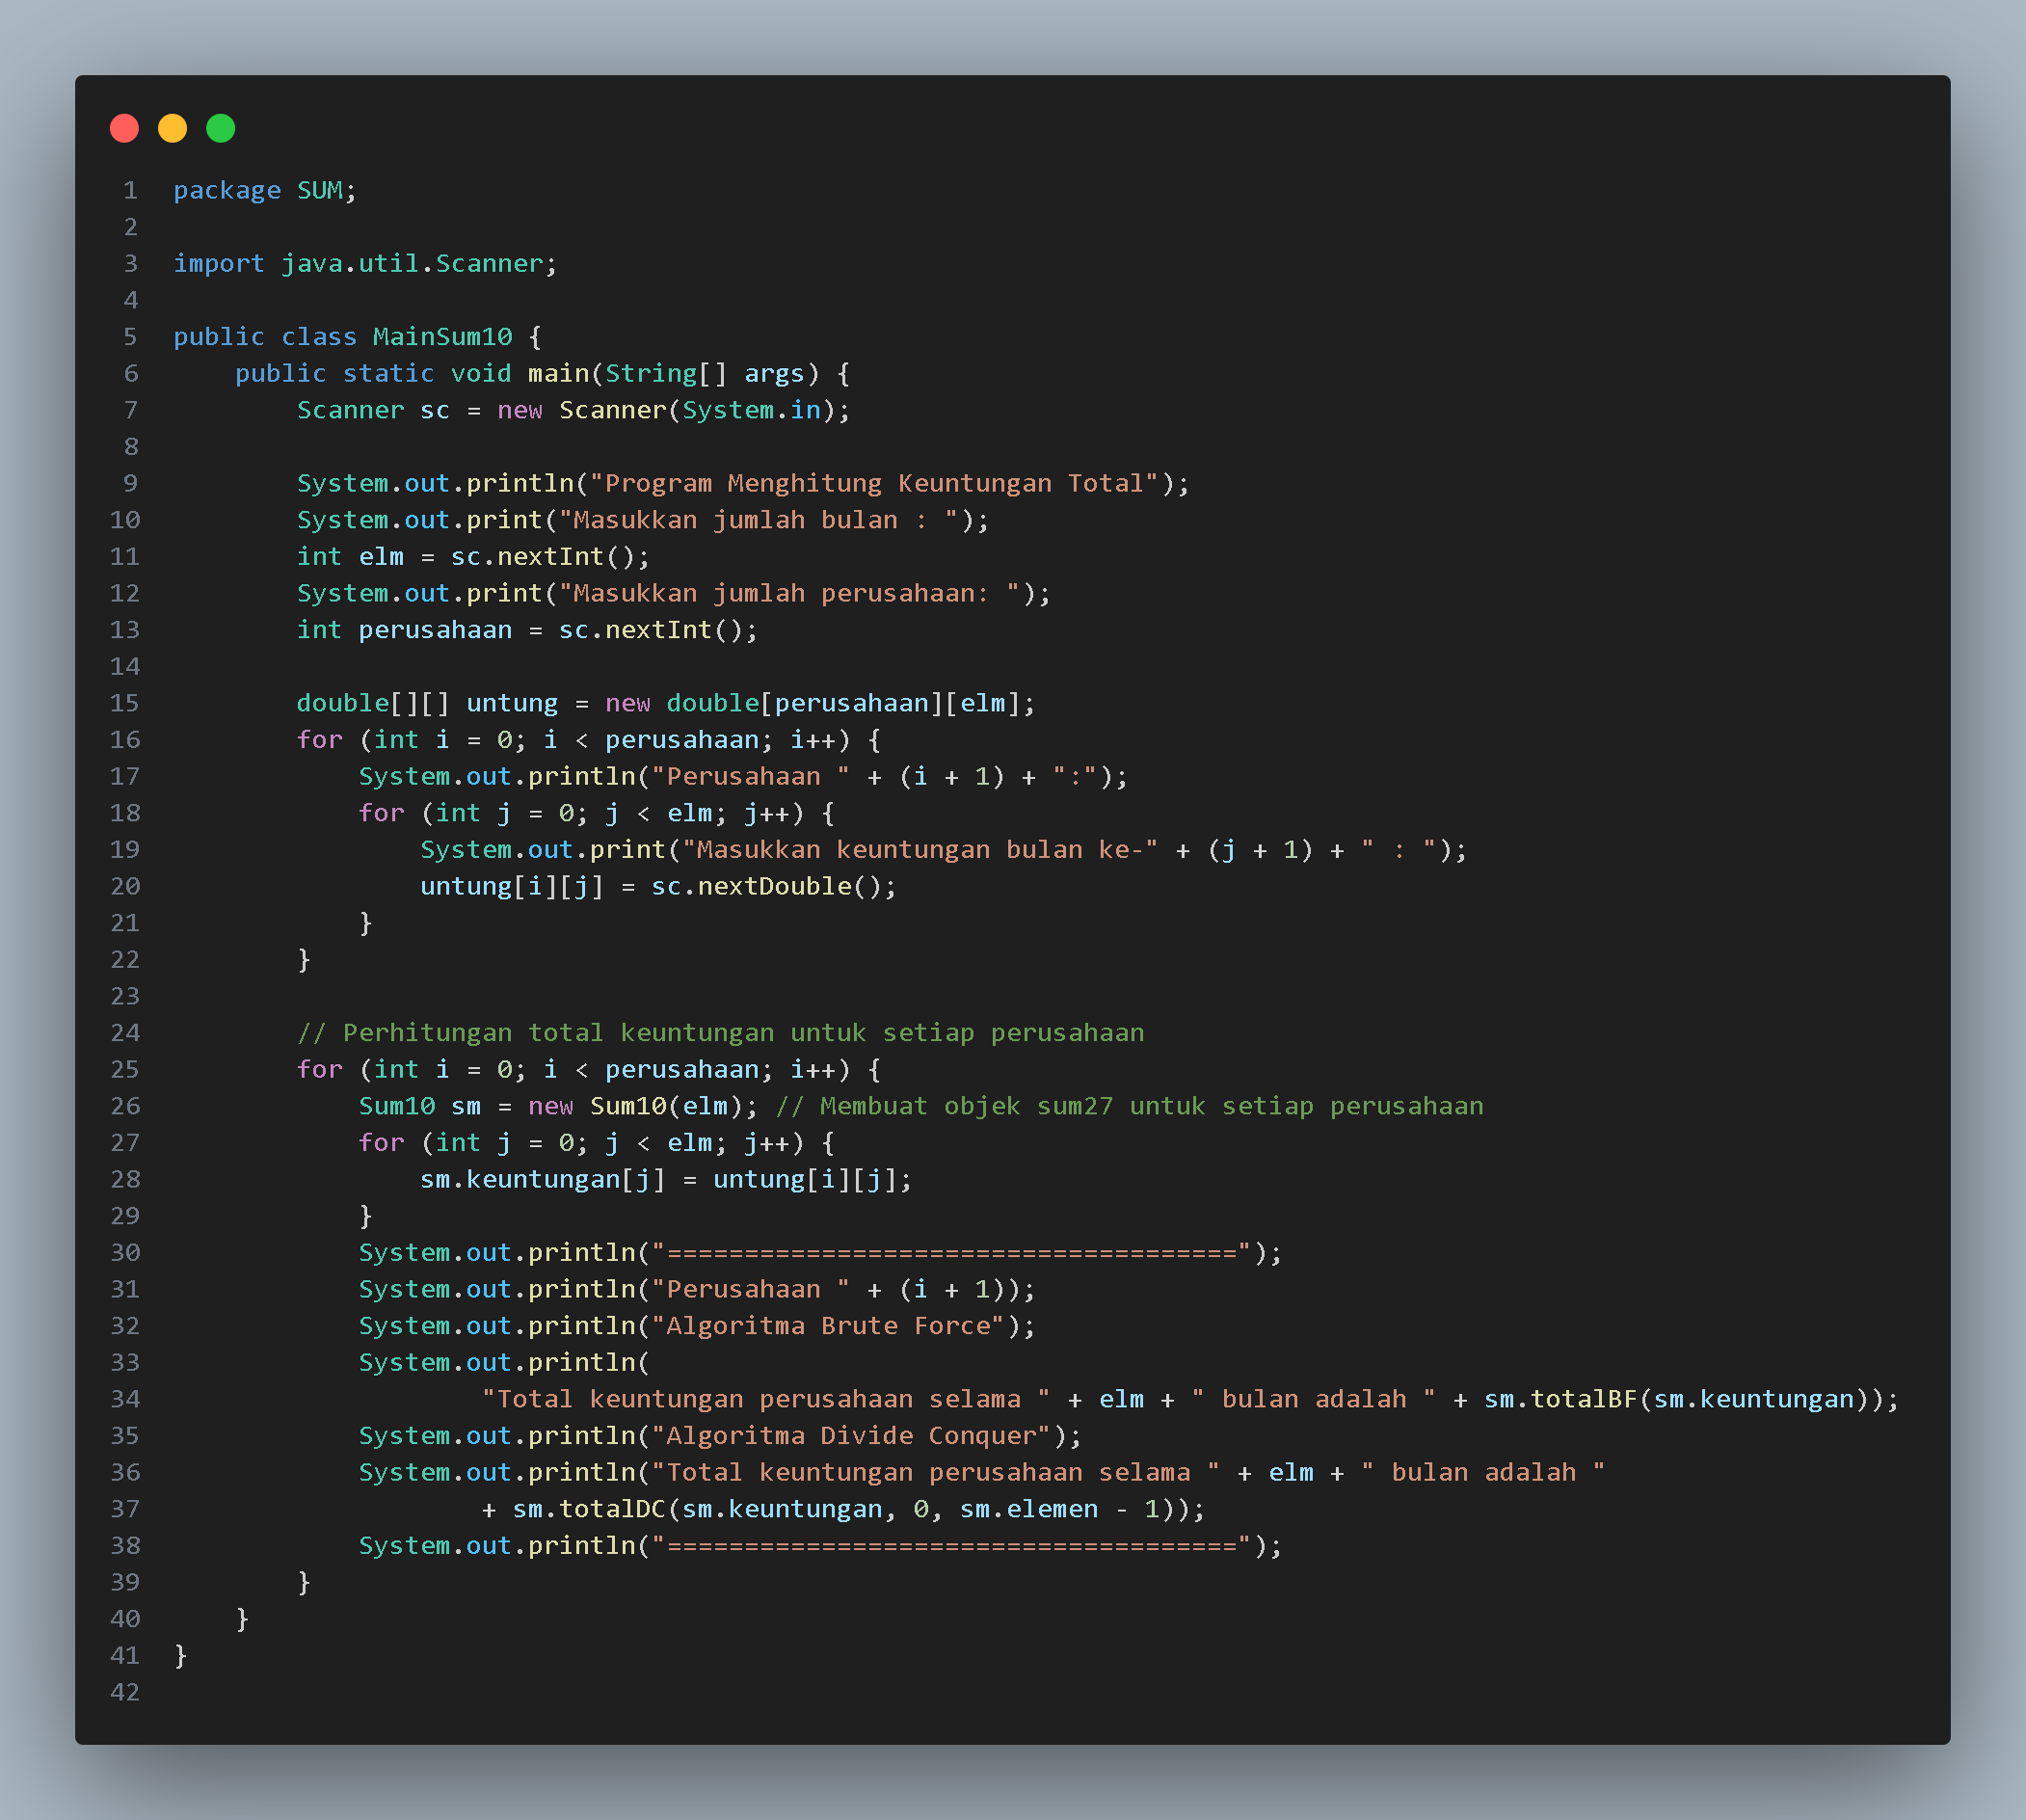 1 package SUM;
2
3 import java.util.Scanner;
4
5 public class MainSum10 {
6     public static void main(String[] args) {
7         Scanner sc = new Scanner(System.in);
8
9         System.out.println("Program Menghitung Keuntungan Total");
10         System.out.print("Masukkan jumlah bulan : ");
11         int elm = sc.nextInt();
12         System.out.print("Masukkan jumlah perusahaan: ");
13         int perusahaan = sc.nextInt();
14
15         double[][] untung = new double[perusahaan][elm];
16         for (int i = 0; i < perusahaan; i++) {
17             System.out.println("Perusahaan " + (i + 1) + ":");
18             for (int j = 0; j < elm; j++) {
19                 System.out.print("Masukkan keuntungan bulan ke-" + (j + 1) + " : ");
20                 untung[i][j] = sc.nextDouble();
21             }
22         }
23
24         // Perhitungan total keuntungan untuk setiap perusahaan
25         for (int i = 0; i < perusahaan; i++) {
26             Sum10 sm = new Sum10(elm); // Membuat objek sum27 untuk setiap perusahaan
27             for (int j = 0; j < elm; j++) {
28                 sm.keuntungan[j] = untung[i][j];
29             }
30             System.out.println("=====================================");
31             System.out.println("Perusahaan " + (i + 1));
32             System.out.println("Algoritma Brute Force");
33             System.out.println(
34                     "Total keuntungan perusahaan selama " + elm + " bulan adalah " + sm.totalBF(sm.keuntungan));
35             System.out.println("Algoritma Divide Conquer");
36             System.out.println("Total keuntungan perusahaan selama " + elm + " bulan adalah "
37                     + sm.totalDC(sm.keuntungan, 0, sm.elemen - 1));
38             System.out.println("=====================================");
39         }
40     }
41 }
42